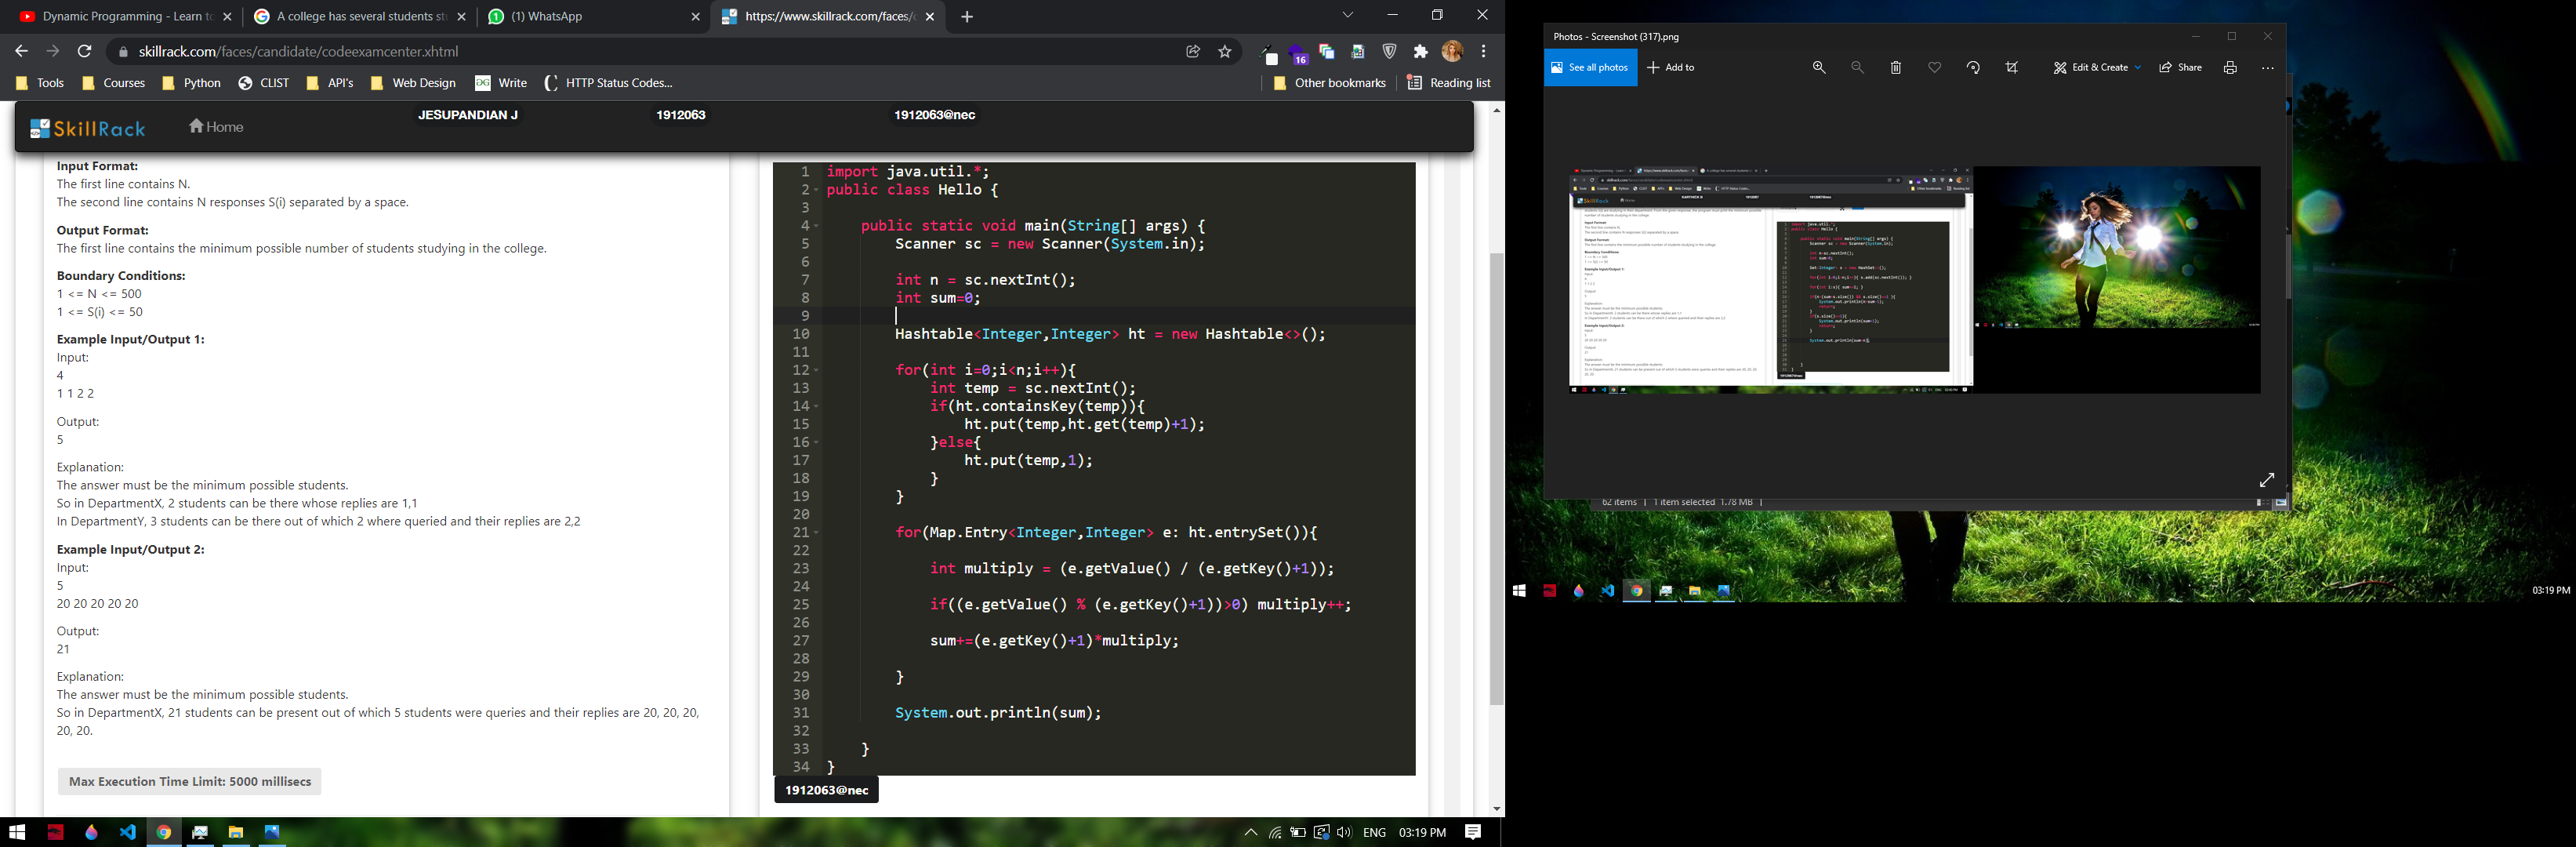 Dynamic Programming - Learn to
A college has several students st
(1) WhatsApp
https://www.skillrack.com/faces/c
skillrack.com/faces/candidate/codeexamcenter.xhtml
16
Tools
Courses
Python
CLIST
API's
Web Design
Write
HTTP Status Codes...
Other bookmarks
Reading list
SkillRack
Home
JESUPANDIAN J
1912063
1912063@nec
Input Format:
The first line contains N.
The second line contains N responses S(i) separated by a space.
Output Format:
The first line contains the minimum possible number of students studying in the college.
Boundary Conditions:
1 <= N <= 500
1 <= S(i) <= 50
Example Input/Output 1:
Input:
4
1 1 2 2
Output:
5
Explanation:
The answer must be the minimum possible students.
So in DepartmentX, 2 students can be there whose replies are 1,1
In DepartmentY, 3 students can be there out of which 2 where queried and their replies are 2,2
Example Input/Output 2:
Input:
5
20 20 20 20 20
Output:
21
Explanation:
The answer must be the minimum possible students.
So in DepartmentX, 21 students can be present out of which 5 students were queries and their replies are 20, 20, 20,
20, 20.
Max Execution Time Limit: 5000 millisecs
1 import java.util.*;
2 public class Hello {
3
4 public static void main(String[] args) {
5 Scanner sc = new Scanner(System.in);
6
7 int n = sc.nextInt();
8 int sum=0;
9
10 Hashtable<Integer,Integer> ht = new Hashtable<>();
11
12 for(int i=0;i<n;i++){
13 int temp = sc.nextInt();
14 if(ht.containsKey(temp)){
15 ht.put(temp,ht.get(temp)+1);
16 }else{
17 ht.put(temp,1);
18 }
19 }
20
21 for(Map.Entry<Integer,Integer> e: ht.entrySet()){
22
23 int multiply = (e.getValue() / (e.getKey()+1));
24
25 if((e.getValue() % (e.getKey()+1))>0) multiply++;
26
27 sum+=(e.getKey()+1)*multiply;
28
29 }
30
31 System.out.println(sum);
32
33 }
34 }
1912063@nec
ENG
03:19 PM
Photos - Screenshot (317).png
See all photos
Add to
Edit & Create
Share
62 items
1 item selected 1.78 MB
03:19 PM